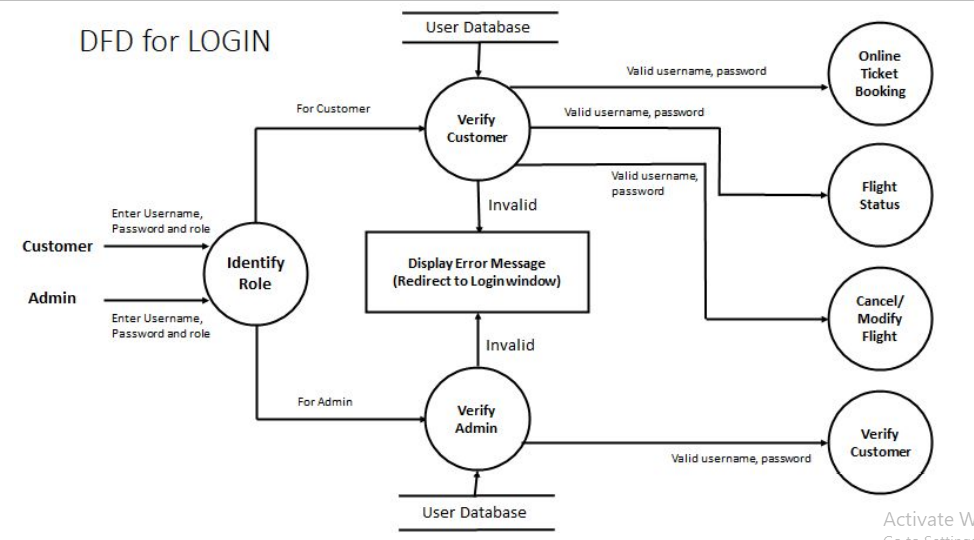 DFD for LOGIN
User Database
Valid username, password
Online
Ticket
Booking
For Customer
Verify
Customer
Valid username, password
Valid username,
password
Flight
Status
Invalid
Enter Username,
Password and role
Customer
Identify
Role
Admin
Enter Username,
Password and role
Display Error Message
(Redirect to Login window)
Cancel/
Modify
Flight
Invalid
For Admin
Verify
Admin
Valid username, password
Verify
Customer
User Database
Activate W